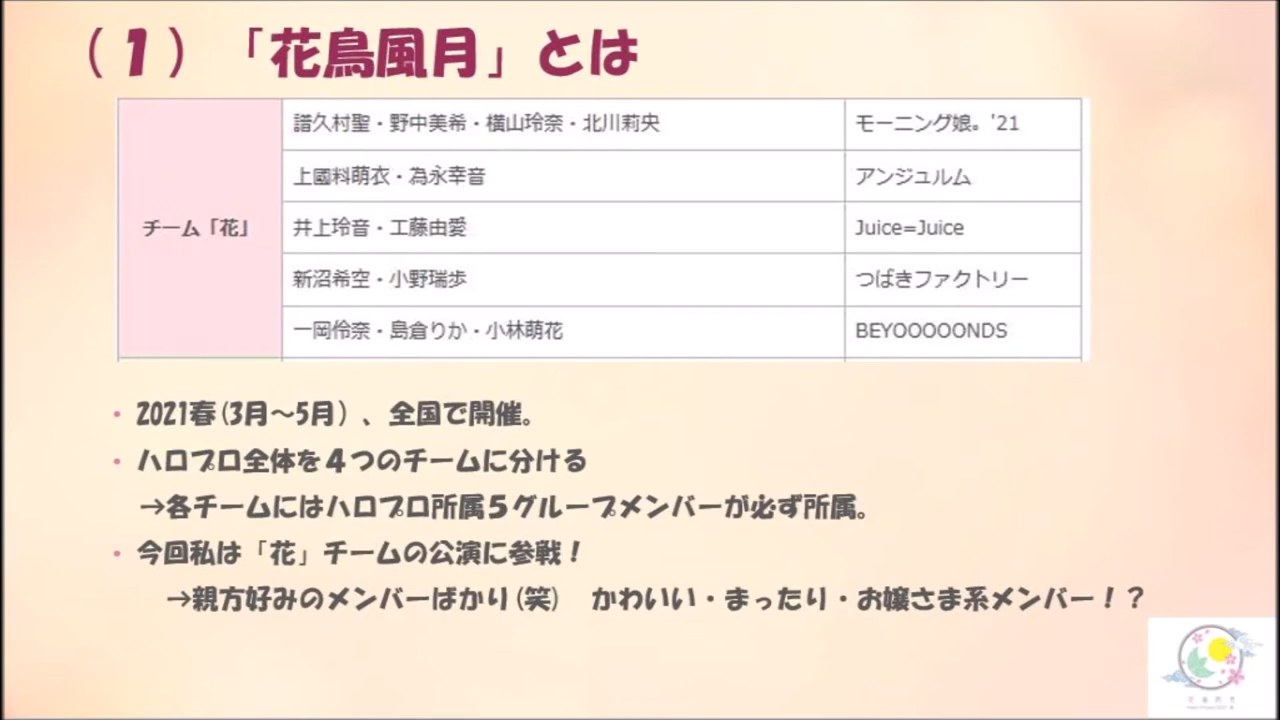 （１）「花鳥風月」とは
チーム「花」
譜久村聖・野中美希・横山玲奈・北川莉央 モーニング娘。'21
上國料萌衣・為永幸音 アンジュルム
井上玲音・工藤由愛 Juice=Juice
新沼希空・小野瑞歩 つばきファクトリー
一岡伶奈・島倉りか・小林萌花 BEYOOOOONDS
・2021春(3月～5月）、全国で開催。
・ハロプロ全体を４つのチームに分ける
→各チームにはハロプロ所属５グループメンバーが必ず所属。
・今回私は「花」チームの公演に参戦！
→親方好みのメンバーばかり(笑)　かわいい・まったり・お嬢さま系メンバー！？